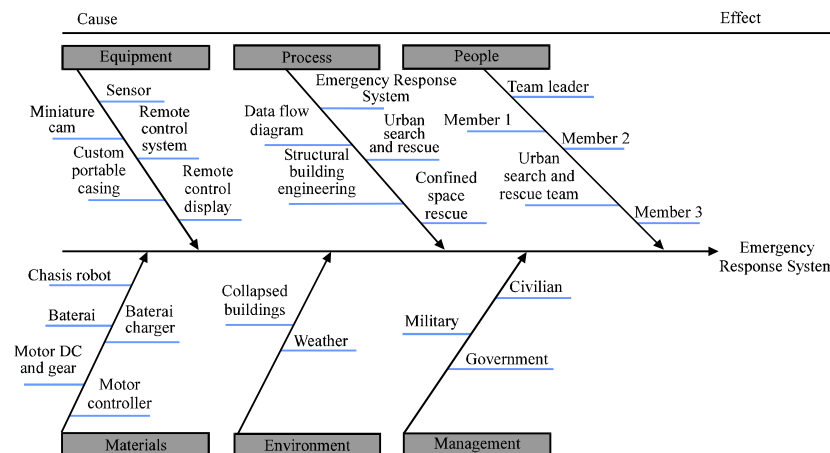 Cause
Effect
Equipment
Process
People
Sensor
Miniature
cam
Remote
control
system
Custom
portable
casing
Remote
control
display
Emergency Response
System
Data flow
diagram
Urban
search
and rescue
Structural
building
engineering
Confined
space
rescue
Team leader
Member 1
Member 2
Urban
search and
rescue team
Member 3
Emergency
Response System
Chasis robot
Baterai
Baterai
charger
Motor DC
and gear
Motor
controller
Collapsed
buildings
Weather
Civilian
Military
Government
Materials
Environment
Management